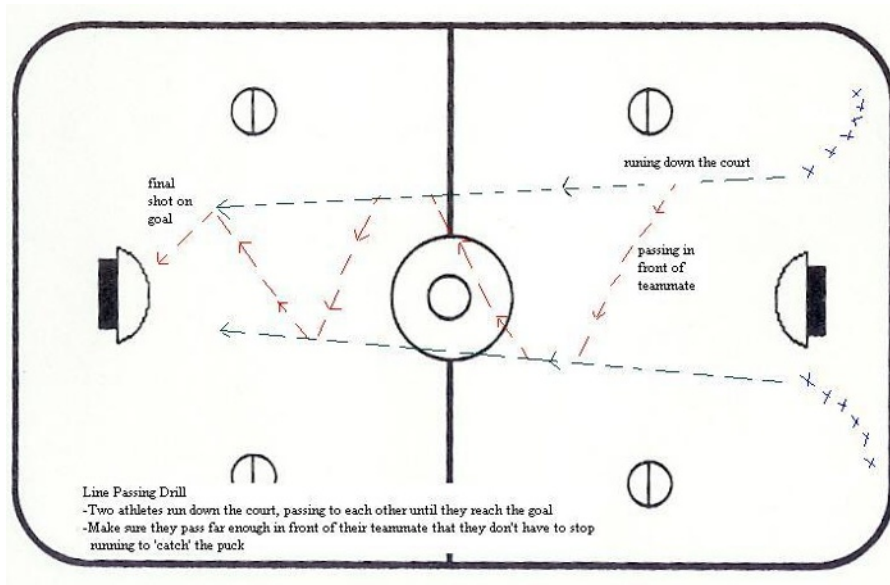 runing down the court
final
shot on
goal
passing in
front of
teammate
Line Passing Drill
-Two athletes run down the court, passing to each other until they reach the goal
-Make sure they pass far enough in front of their teammate that they don't have to stop
running to 'catch' the puck